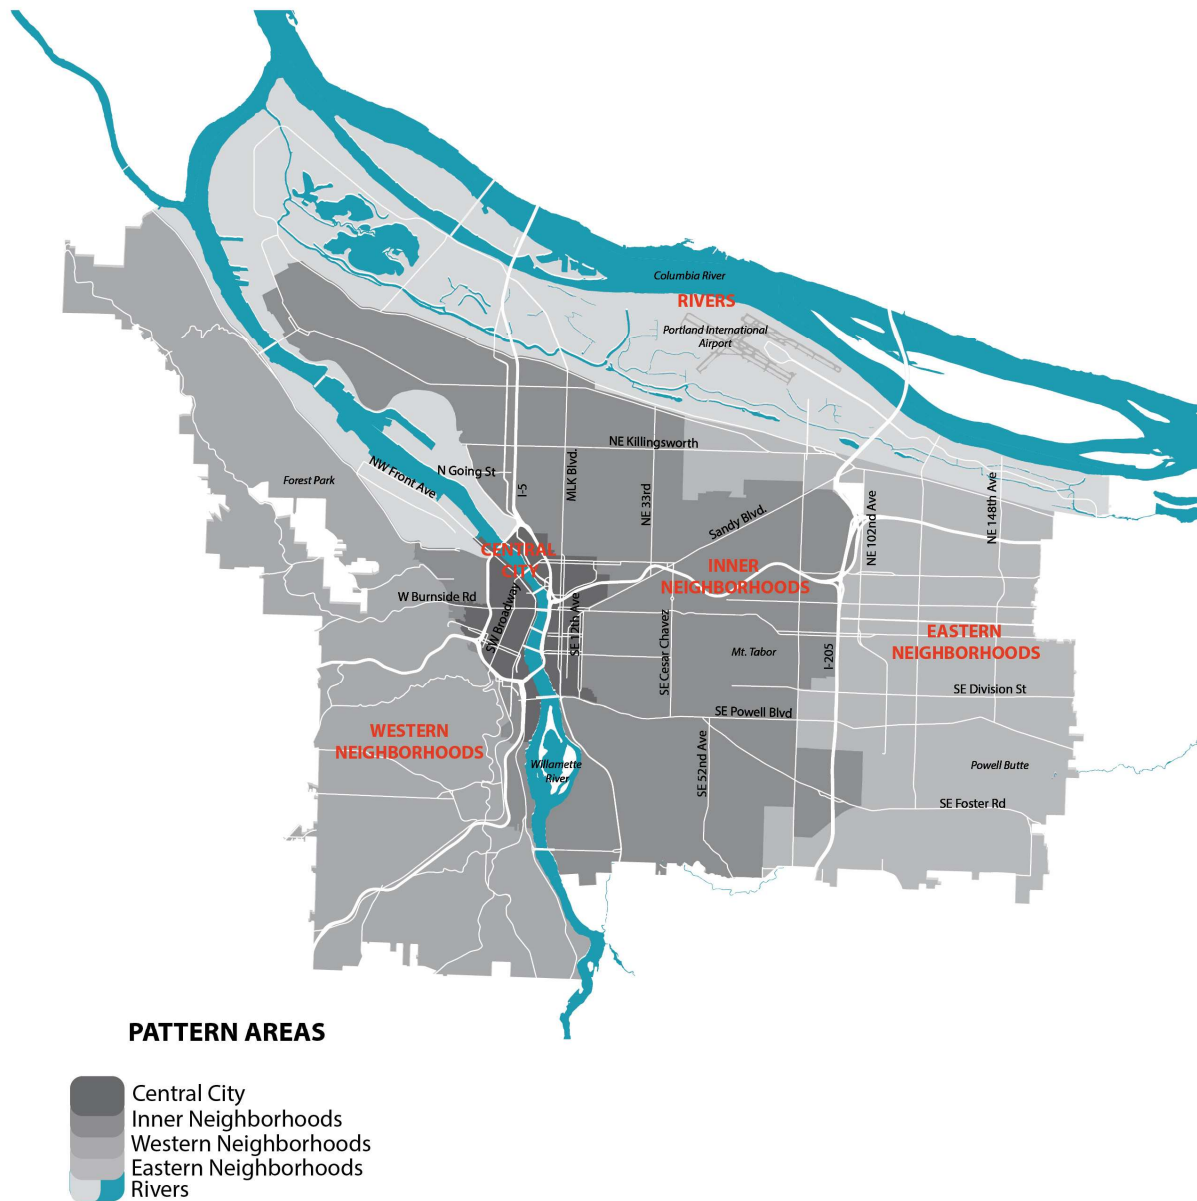 Columbia River
RIVERS
Portland International
Airport
NE Killingsworth
NW Front Ave
N Going St
Forest Park
I-5
MLK Blvd.
NE 33rd
Sandy Blvd.
NE 102nd Ave
NE 148th Ave
CENTRAL
CITY
INNER
NEIGHBORHOODS
W Burnside Rd
SW Broadway
SE 12th Ave
SE Cesar Chavez
Mt. Tabor
I-205
EASTERN
NEIGHBORHOODS
SE Division St
SE Powell Blvd
WESTERN
NEIGHBORHOODS
Willamette
River
SE 52nd Ave
Powell Butte
SE Foster Rd
PATTERN AREAS
Central City
Inner Neighborhoods
Western Neighborhoods
Eastern Neighborhoods
Rivers